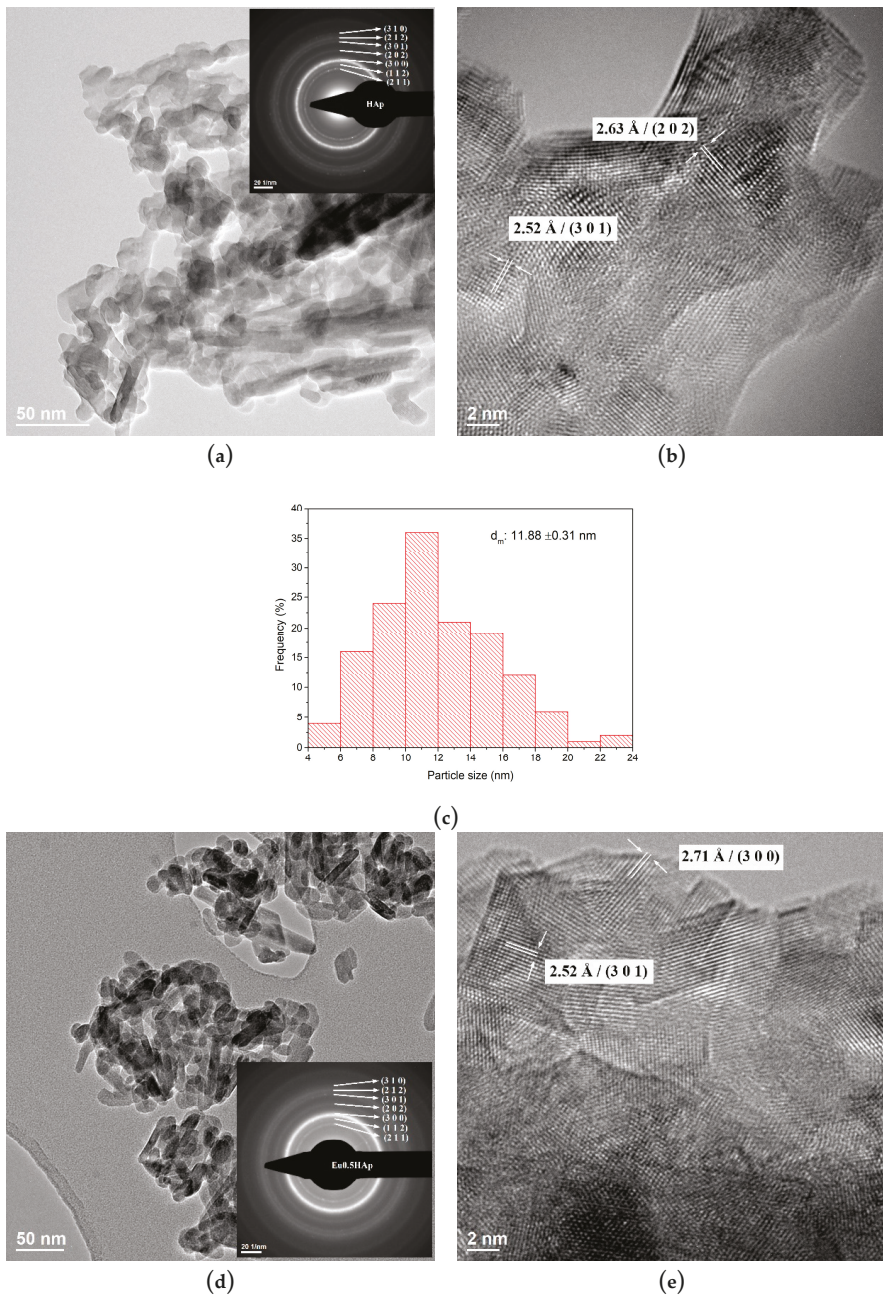 (3 1 0)
(2 1 2)
(3 0 1)
(2 0 2)
(3 0 0)
(1 1 2)
(2 1 1)
HAp
20 1/nm
50 nm
(a)
2.63 Å / (2 0 2)
2.52 Å / (3 0 1)
2 nm
(b)
40
35
30
25
20
15
10
5
0
Frequency (%)
dm: 11.88 ±0.31 nm
4 6 8 10 12 14 16 18 20 22 24
Particle size (nm)
(c)
(3 1 0)
(2 1 2)
(3 0 1)
(2 0 2)
(3 0 0)
(1 1 2)
(2 1 1)
Eu0.5HAp
20 1/nm
50 nm
(d)
2.71 Å / (3 0 0)
2.52 Å / (3 0 1)
2 nm
(e)